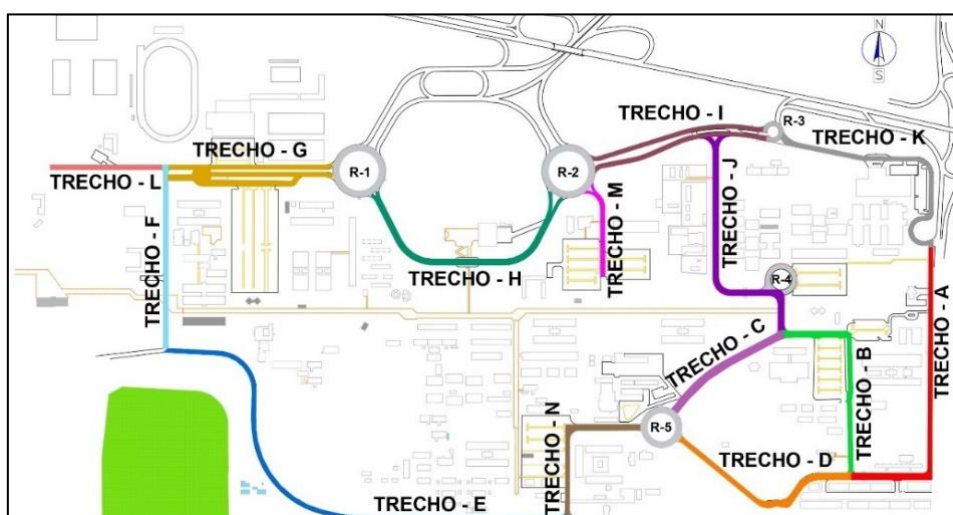 N
S
TRECHO - I
R-3
TRECHO - K
TRECHO - G
R-1
R-2
TRECHO - L
TRECHO - J
TRECHO - M
TRECHO - F
TRECHO - H
R-4
TRECHO - A
TRECHO - C
TRECHO - B
TRECHO - N
R-5
TRECHO - D
TRECHO - E